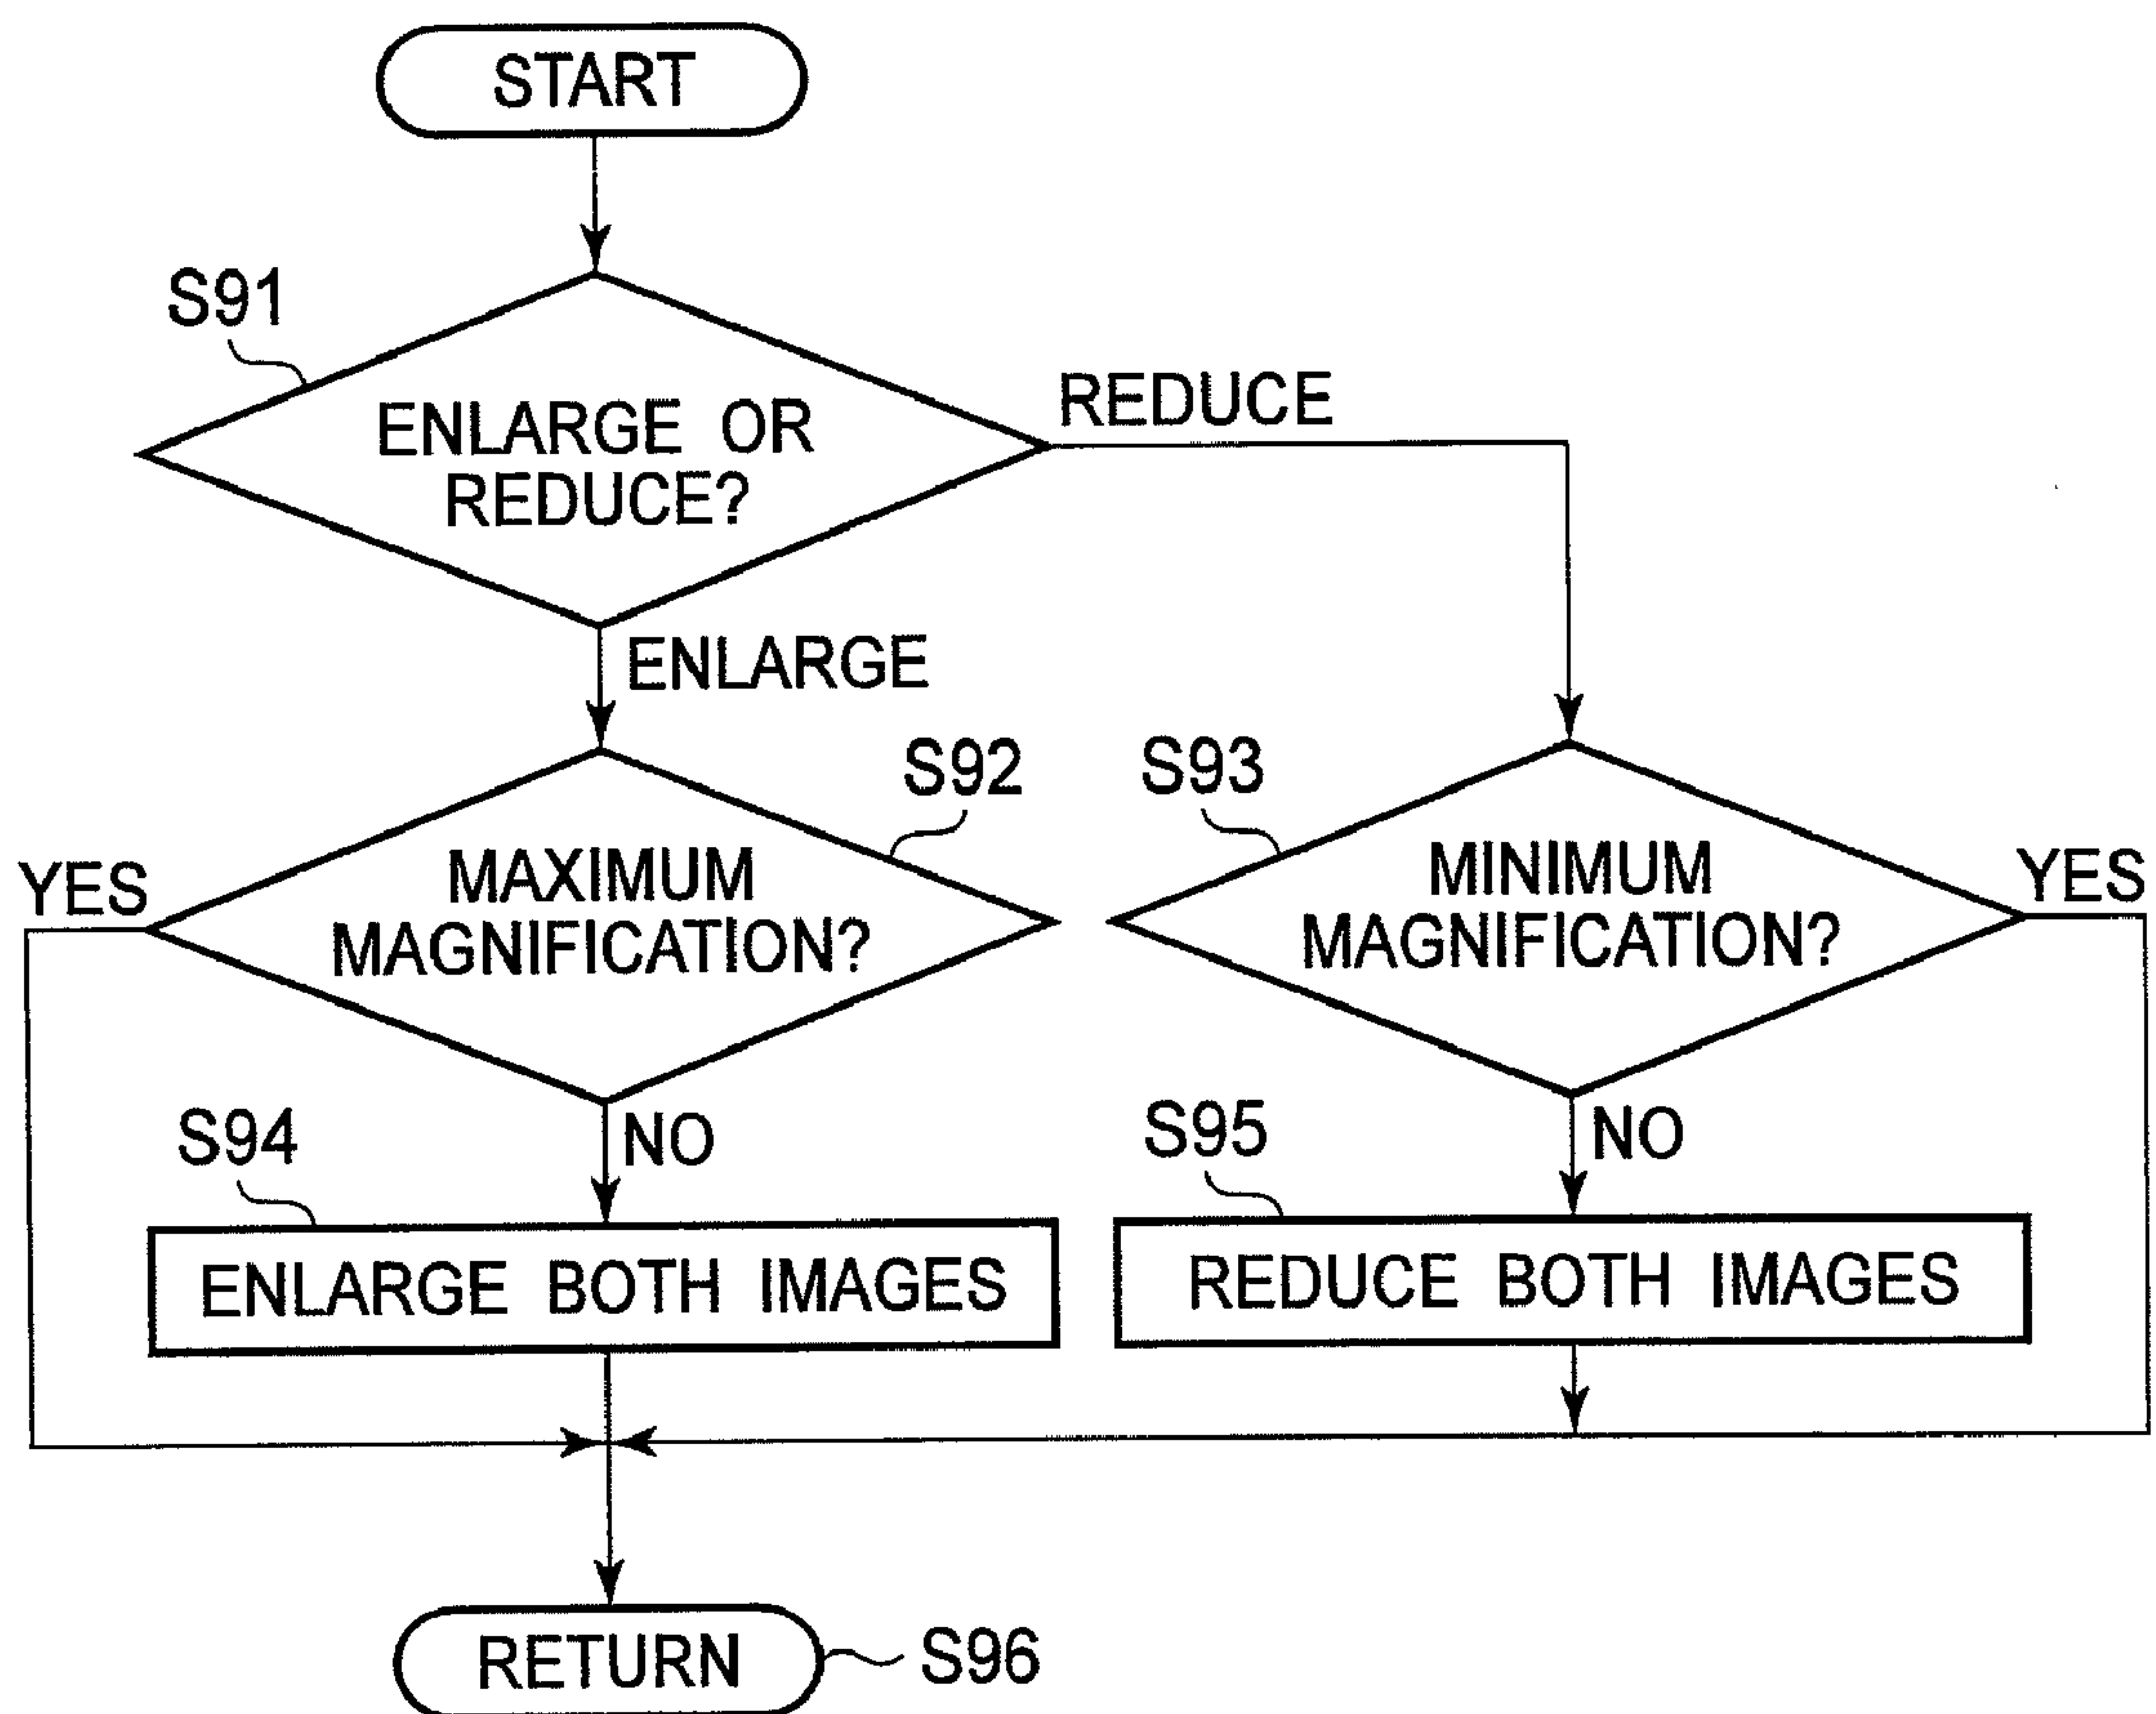 START
S91
ENLARGE OR
REDUCE?
REDUCE
ENLARGE
S92
S93
YES
MAXIMUM
MAGNIFICATION?
MINIMUM
MAGNIFICATION?
YES
S94
NO
S95
NO
ENLARGE BOTH IMAGES
REDUCE BOTH IMAGES
RETURN
S96